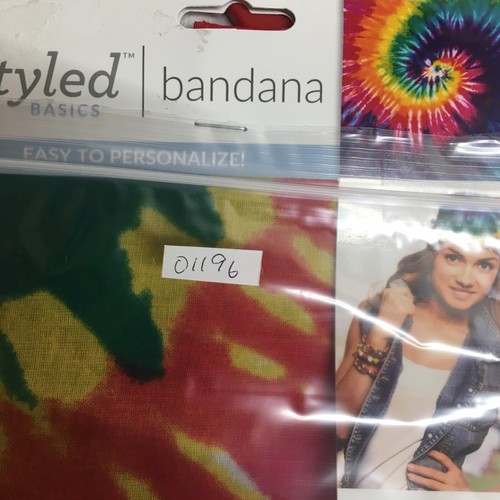 tyled™
BASICS
bandana
EASY TO PERSONALIZE!
01196